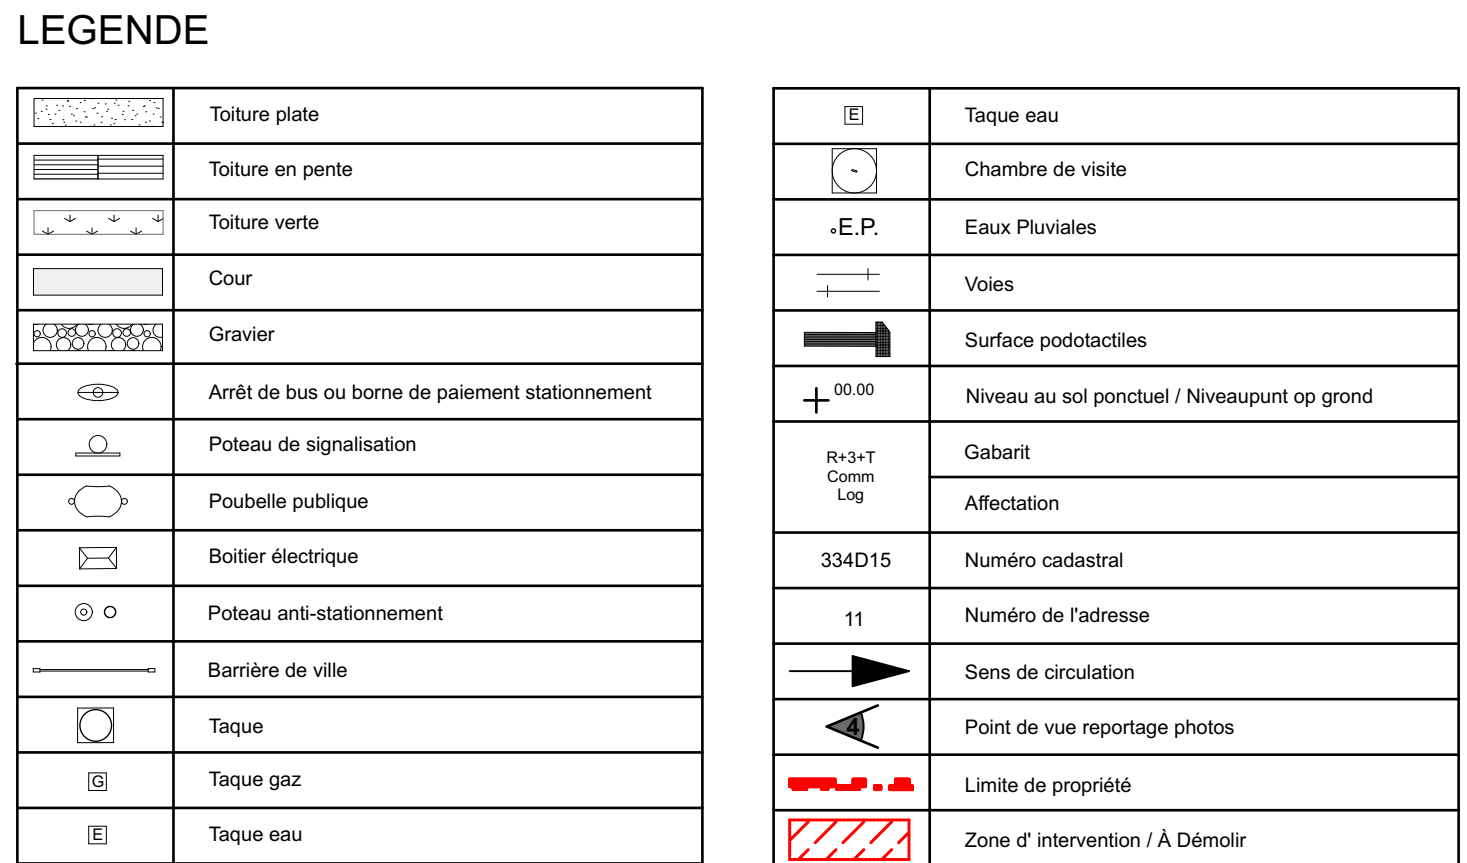 LEGENDE
Toiture plate
Toiture en pente
Toiture verte
Cour
Gravier
Arrêt de bus ou borne de paiement stationnement
Poteau de signalisation
Poubelle publique
Boitier électrique
Poteau anti-stationnement
Barrière de ville
Taque
G Taque gaz
E Taque eau
E Taque eau
Chambre de visite
E.P. Eaux Pluviales
Voies
Surface podotactiles
00.00 Niveau au sol ponctuel / Niveaupunt op grond
R+3+T
Comm
Log
Gabarit
Affectation
334D15 Numéro cadastral
11 Numéro de l'adresse
Sens de circulation
4 Point de vue reportage photos
Limite de propriété
Zone d' intervention / À Démolir